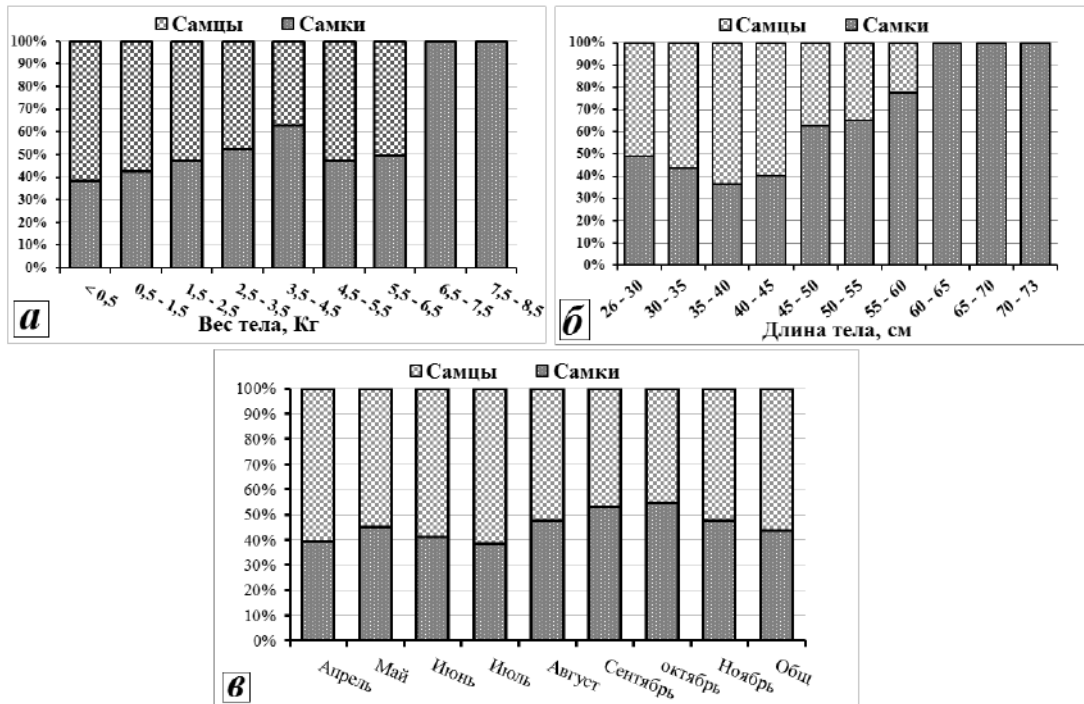 Самцы Самки
100%
90%
80%
70%
60%
50%
40%
30%
20%
10%
0%
< 0,5
0,5 - 1,5
1,5 - 2,5
2,5 - 3,5
3,5 - 4,5
4,5 - 5,5
5,5 - 6,5
6,5 - 7,5
7,5 - 8,5
Вес тела, Кг
а
Самцы Самки
100%
90%
80%
70%
60%
50%
40%
30%
20%
10%
0%
26 - 30
30 - 35
35 - 40
40 - 45
45 - 50
50 - 55
55 - 60
60 - 65
65 - 70
70 - 73
Длина тела, см
б
Самцы Самки
100%
90%
80%
70%
60%
50%
40%
30%
20%
10%
0%
Апрель
Май
Июнь
Июль
Август
Сентябрь
октябрь
Ноябрь
Общ
в